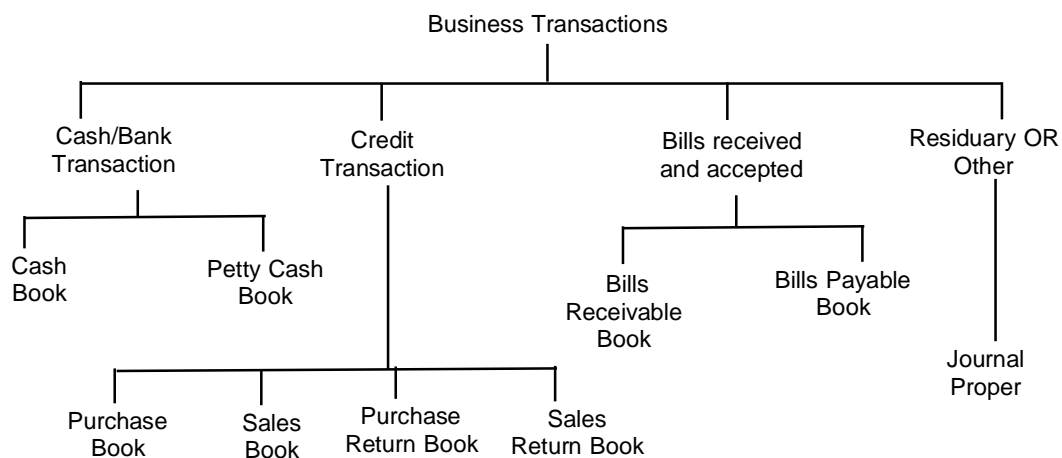 Business Transactions
Cash/Bank
Transaction
Credit
Transaction
Bills received
and accepted
Residuary OR
Other
Cash
Book
Petty Cash
Book
Bills
Receivable
Book
Bills Payable
Book
Journal
Proper
Purchase
Book
Sales
Book
Purchase
Return Book
Sales
Return Book